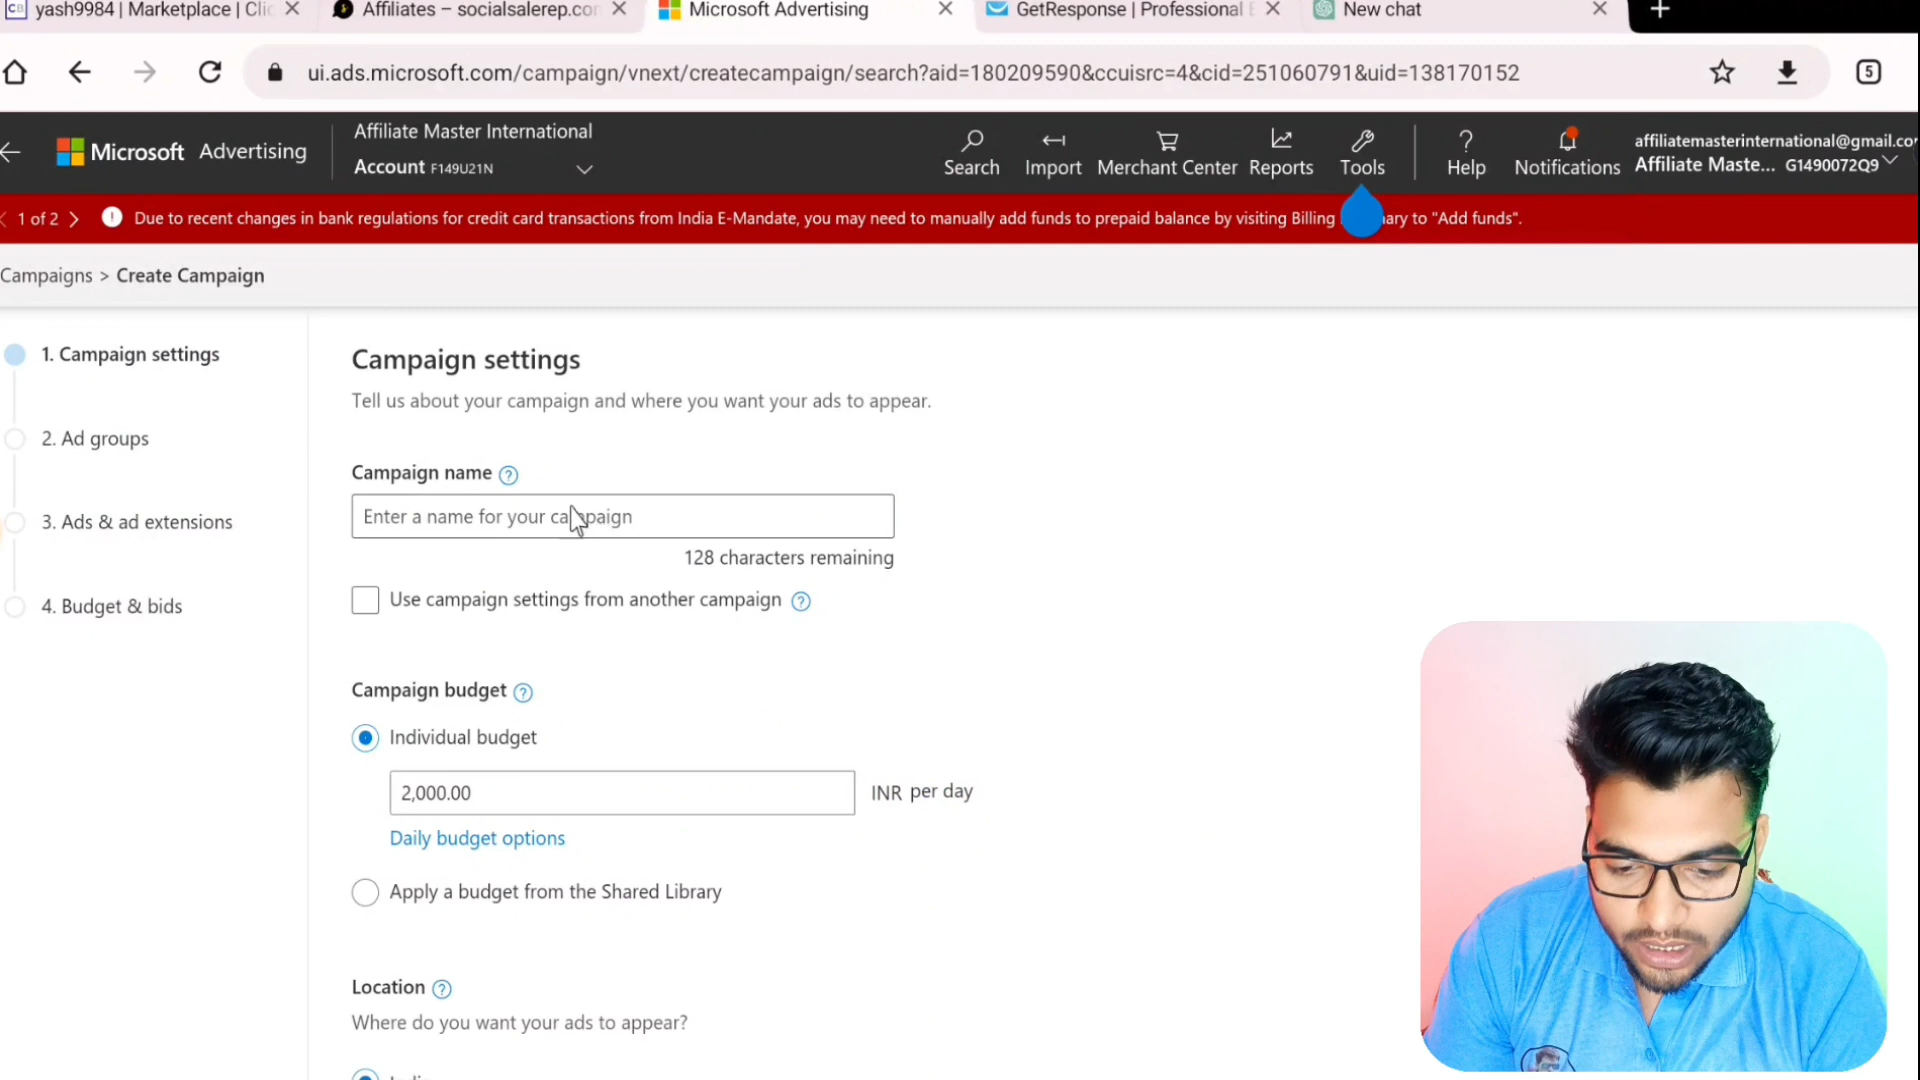 yash9984 | Marketplace | Clic
Affiliates – socialsalerep.com
Microsoft Advertising
GetResponse | Professional E
New chat
ui.ads.microsoft.com/campaign/vnext/createcampaign/search?aid=180209590&ccuisrc=4&cid=251060791&uid=138170152
5
Microsoft Advertising
Affiliate Master International
Account F149U21N
Search
Import
Merchant Center
Reports
Tools
Help
Notifications
affiliatemasterinternational@gmail.co
Affiliate Maste... G1490072Q9
1 of 2
Due to recent changes in bank regulations for credit card transactions from India E-Mandate, you may need to manually add funds to prepaid balance by visiting Billing ary to "Add funds".
Campaigns > Create Campaign
1. Campaign settings
2. Ad groups
3. Ads & ad extensions
4. Budget & bids
Campaign settings
Tell us about your campaign and where you want your ads to appear.
Campaign name
Enter a name for your campaign
128 characters remaining
Use campaign settings from another campaign
Campaign budget
Individual budget
2,000.00
INR per day
Daily budget options
Apply a budget from the Shared Library
Location
Where do you want your ads to appear?